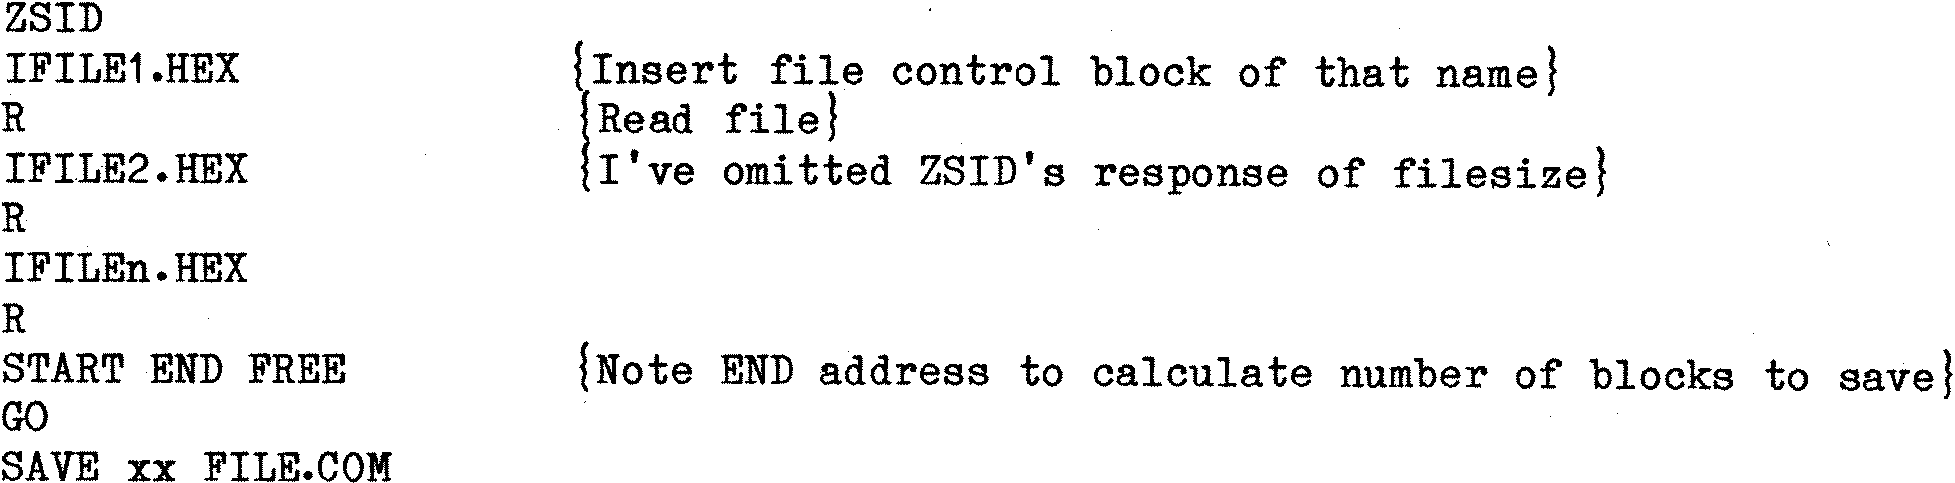 ZSID
IFILE1.HEX {Insert file control block of that name}
R {Read file}
IFILE2.HEX {I've omitted ZSID's response of filesize}
R
IFILEn.HEX
R
START END FREE {Note END address to calculate number of blocks to save}
GO
SAVE xx FILE.COM